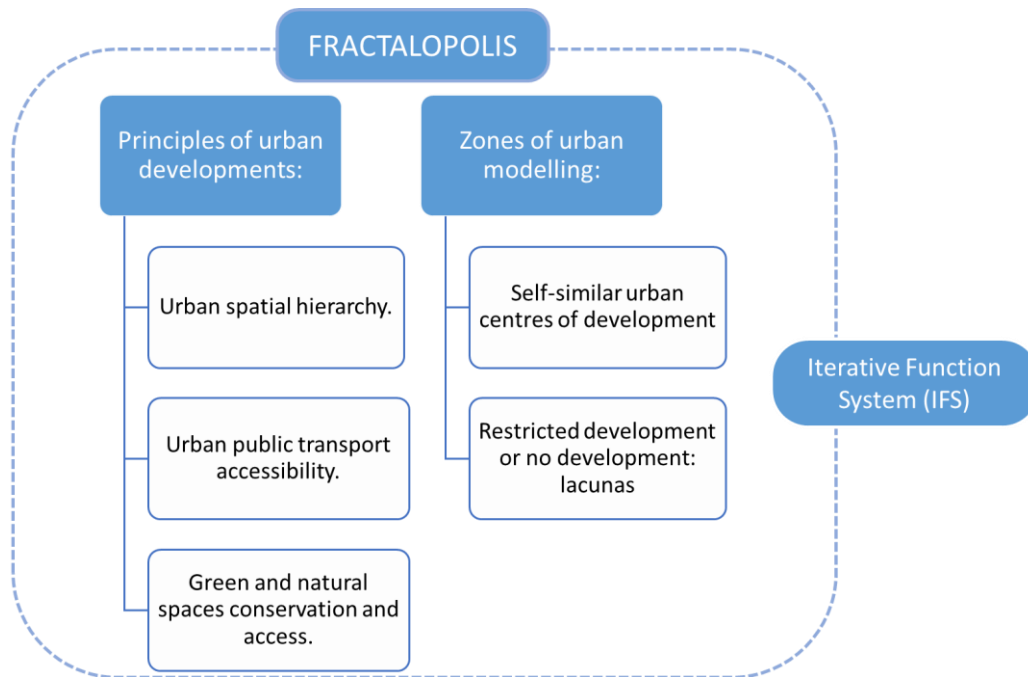 FRACTALOPOLIS
Principles of urban
developments:
Urban spatial hierarchy.
Urban public transport
accessibility.
Green and natural
spaces conservation and
access.
Zones of urban
modelling:
Self-similar urban
centres of development
Restricted development
or no development:
lacunas
Iterative Function
System (IFS)